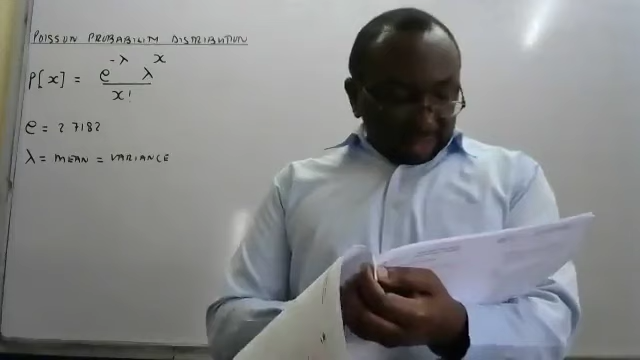 POISSON PROBABILITY DISTRIBUTION
P[x] = e^-λ λ^x / x!
e = 2.7182
λ = MEAN = VARIANCE